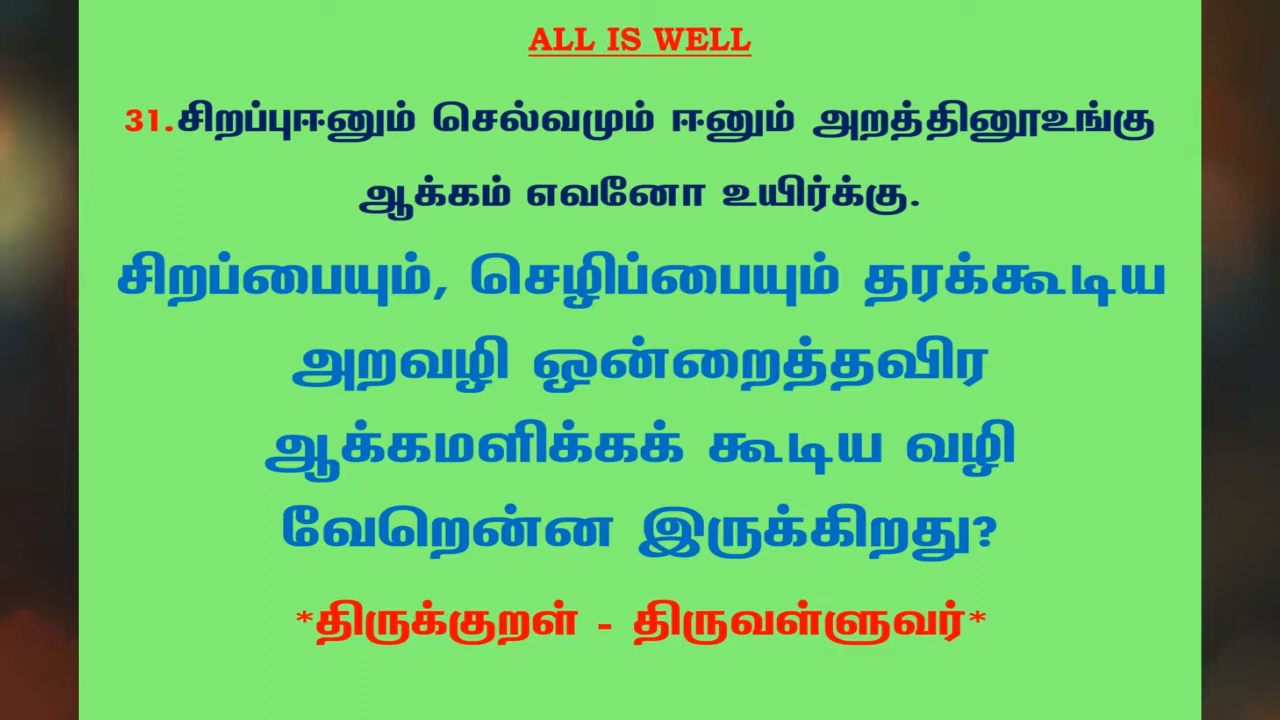 ALL IS WELL
31.சிறப்புஈனும் செல்வமும் ஈனும் அறத்தினூஉங்கு
ஆக்கம் எவனோ உயிர்க்கு.
சிறப்பையும், செழிப்பையும் தரக்கூடிய
அறவழி ஒன்றைத்தவிர
ஆக்கமளிக்கக் கூடிய வழி
வேறென்ன இருக்கிறது?
*திருக்குறள் - திருவள்ளுவர்*